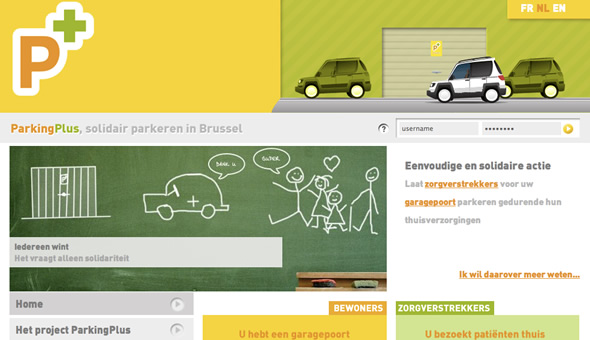 P+
FR NL EN
P
ParkingPlus, solidair parkeren in Brussel
?
username
••••••••
Eenvoudige en solidaire actie
Laat zorgverstrekkers voor uw
garagepoort parkeren gedurende hun
thuisverzorgingen
Iedereen wint
Het vraagt alleen solidariteit
Ik wil daarover meer weten...
Home
Het project ParkingPlus
BEWONERS
ZORGVERSTREKKERS
U hebt een garagepoort
U bezoekt patiënten thuis